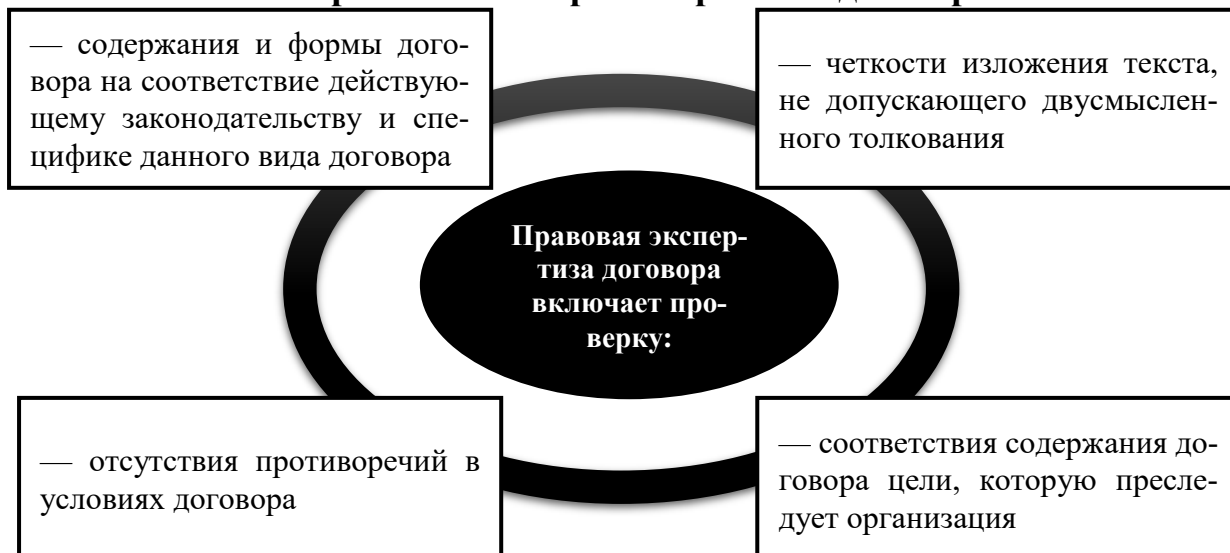 — содержания и формы дого-
вора на соответствие действую-
щему законодательству и спе-
цифике данного вида договора
— четкости изложения текста,
не допускающего двусмыслен-
ного толкования
Правовая экспер-
тиза договора
включает про-
верку:
— отсутствия противоречий в
условиях договора
— соответствия содержания до-
говора цели, которую пресле-
дует организация